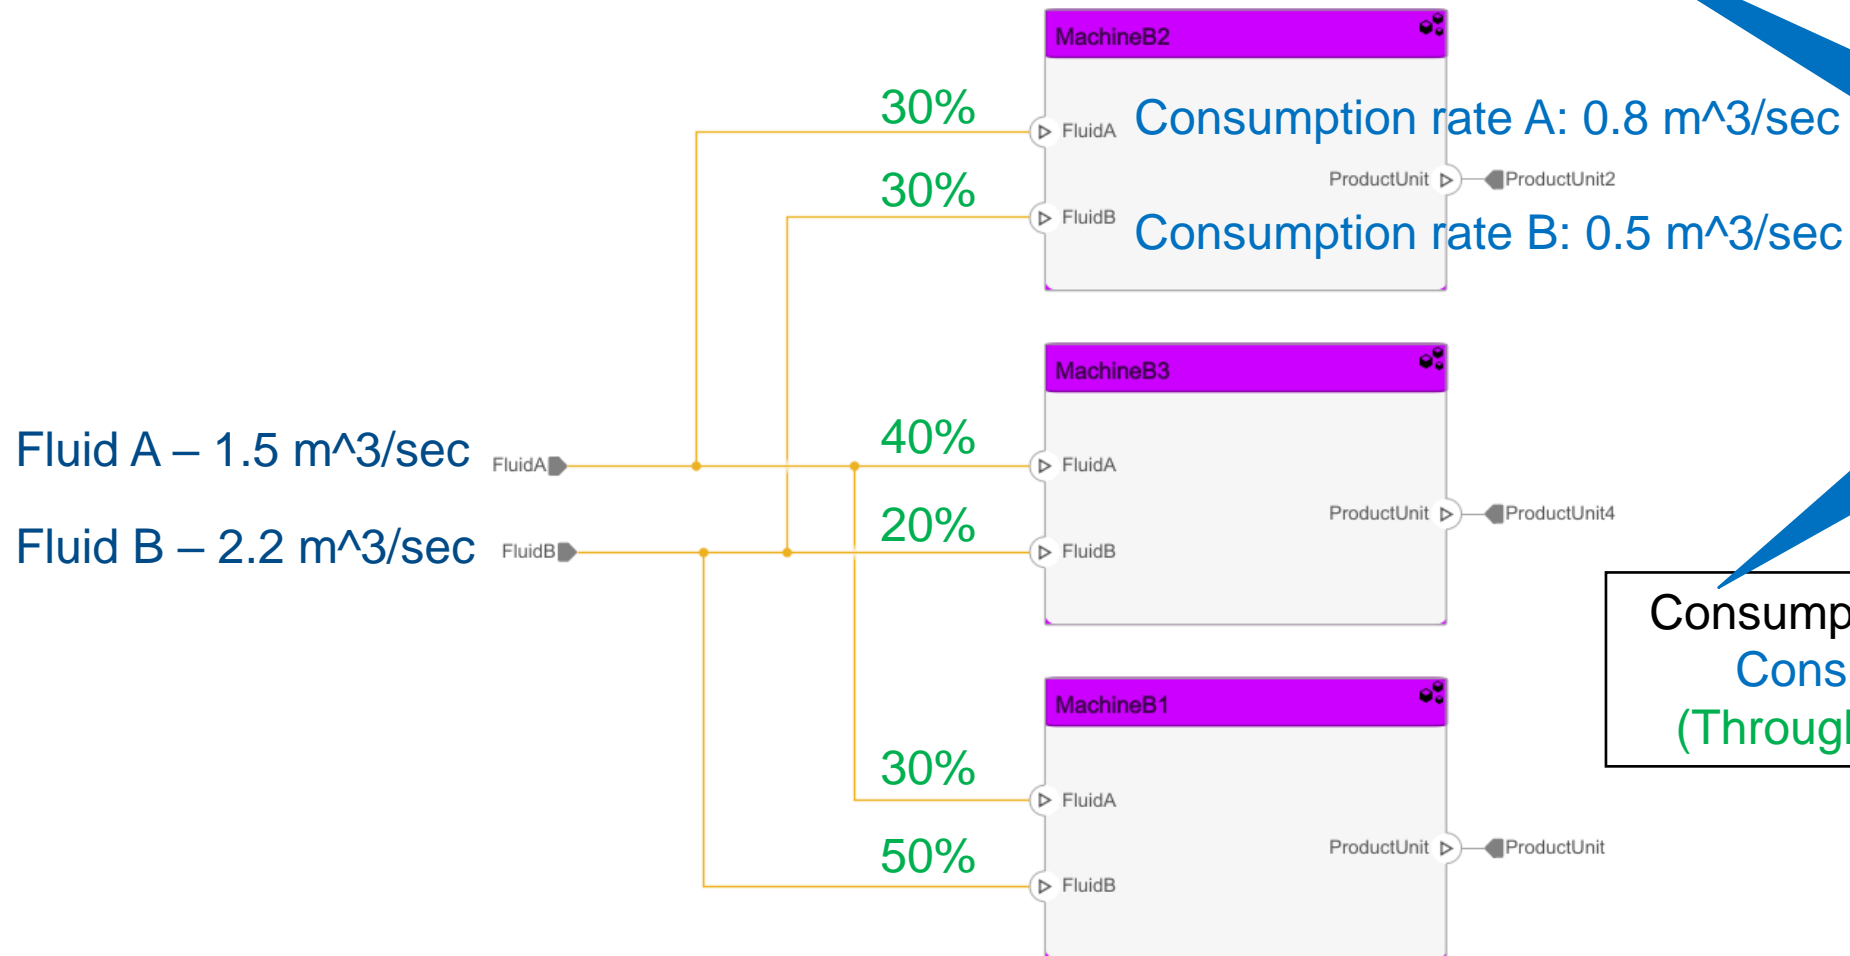 MachineB2
30%
FluidA
Consumption rate A: 0.8 m^3/sec
ProductUnit
ProductUnit2
30%
FluidB
Consumption rate B: 0.5 m^3/sec
MachineB3
Fluid A – 1.5 m^3/sec
FluidA
40%
FluidA
ProductUnit
ProductUnit4
Fluid B – 2.2 m^3/sec
FluidB
20%
FluidB
MachineB1
30%
FluidA
50%
FluidB
ProductUnit
ProductUnit